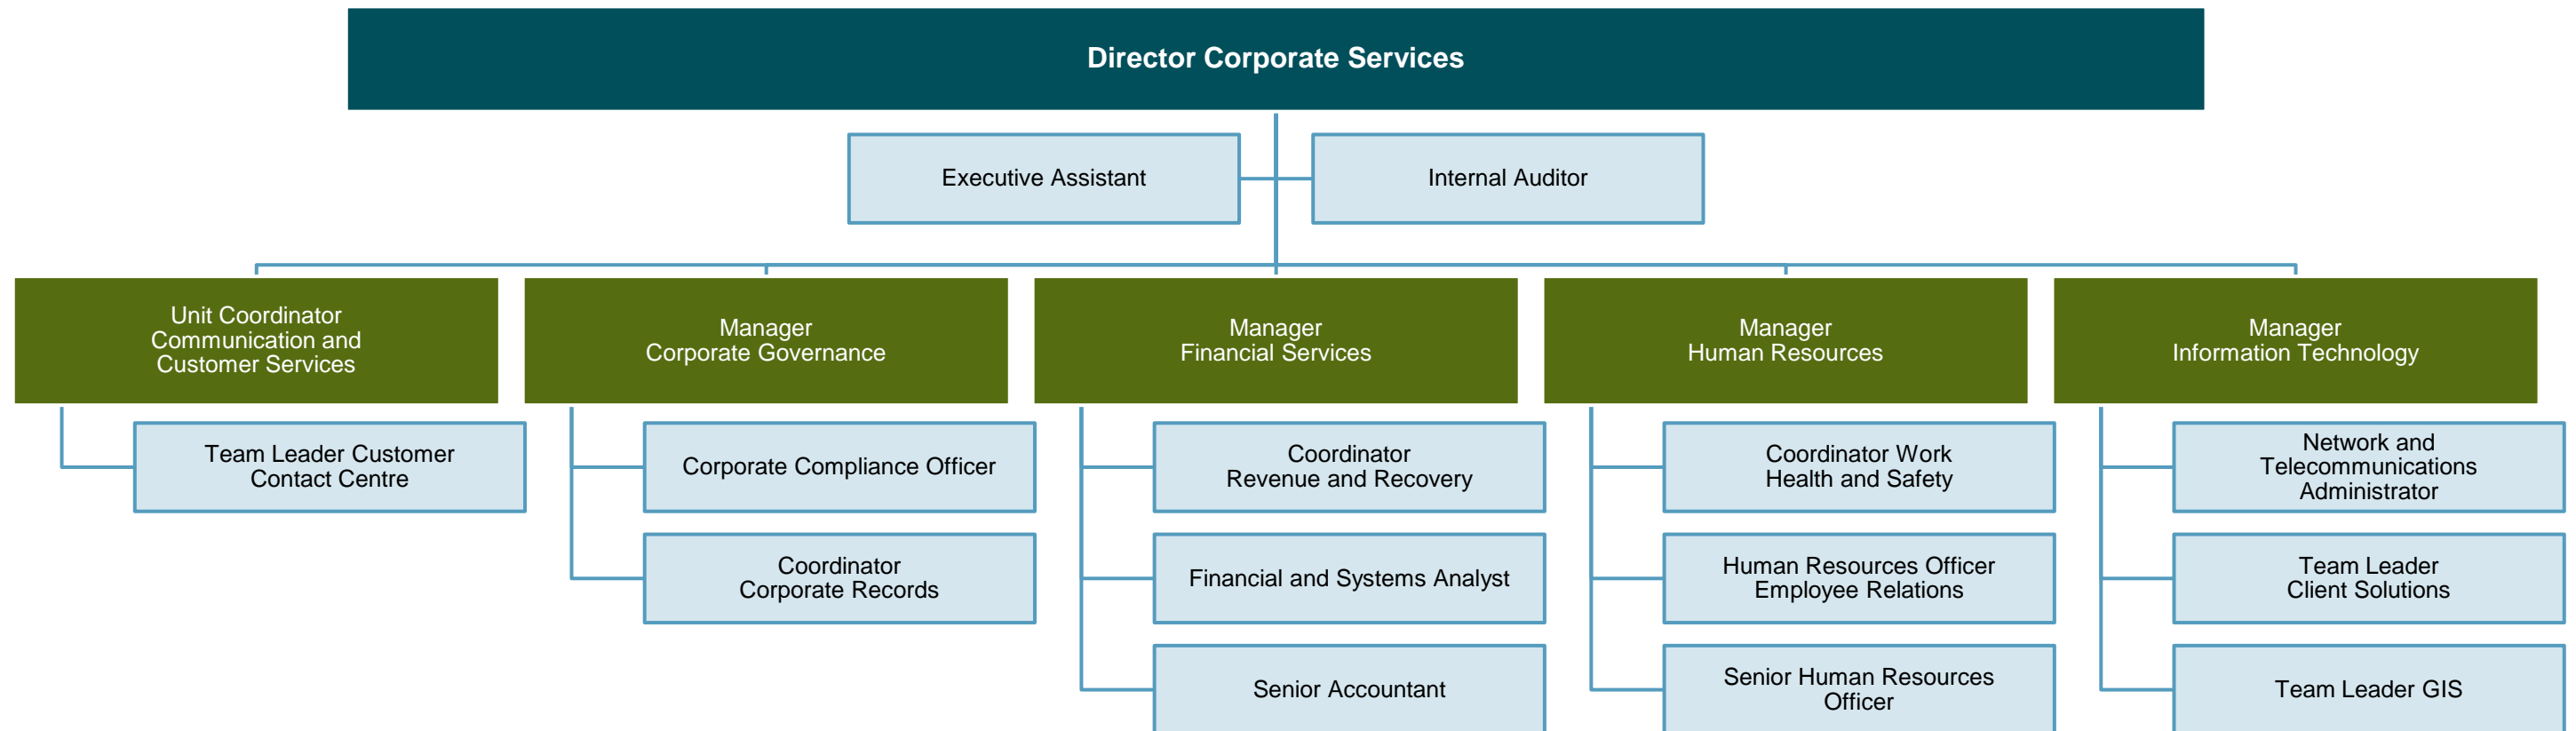 Director Corporate Services
Executive Assistant
Internal Auditor
Unit Coordinator
Communication and
Customer Services
Manager
Corporate Governance
Manager
Financial Services
Manager
Human Resources
Manager
Information Technology
Team Leader Customer
Contact Centre
Corporate Compliance Officer
Coordinator
Corporate Records
Coordinator
Revenue and Recovery
Financial and Systems Analyst
Senior Accountant
Coordinator Work
Health and Safety
Human Resources Officer
Employee Relations
Senior Human Resources
Officer
Network and
Telecommunications
Administrator
Team Leader
Client Solutions
Team Leader GIS